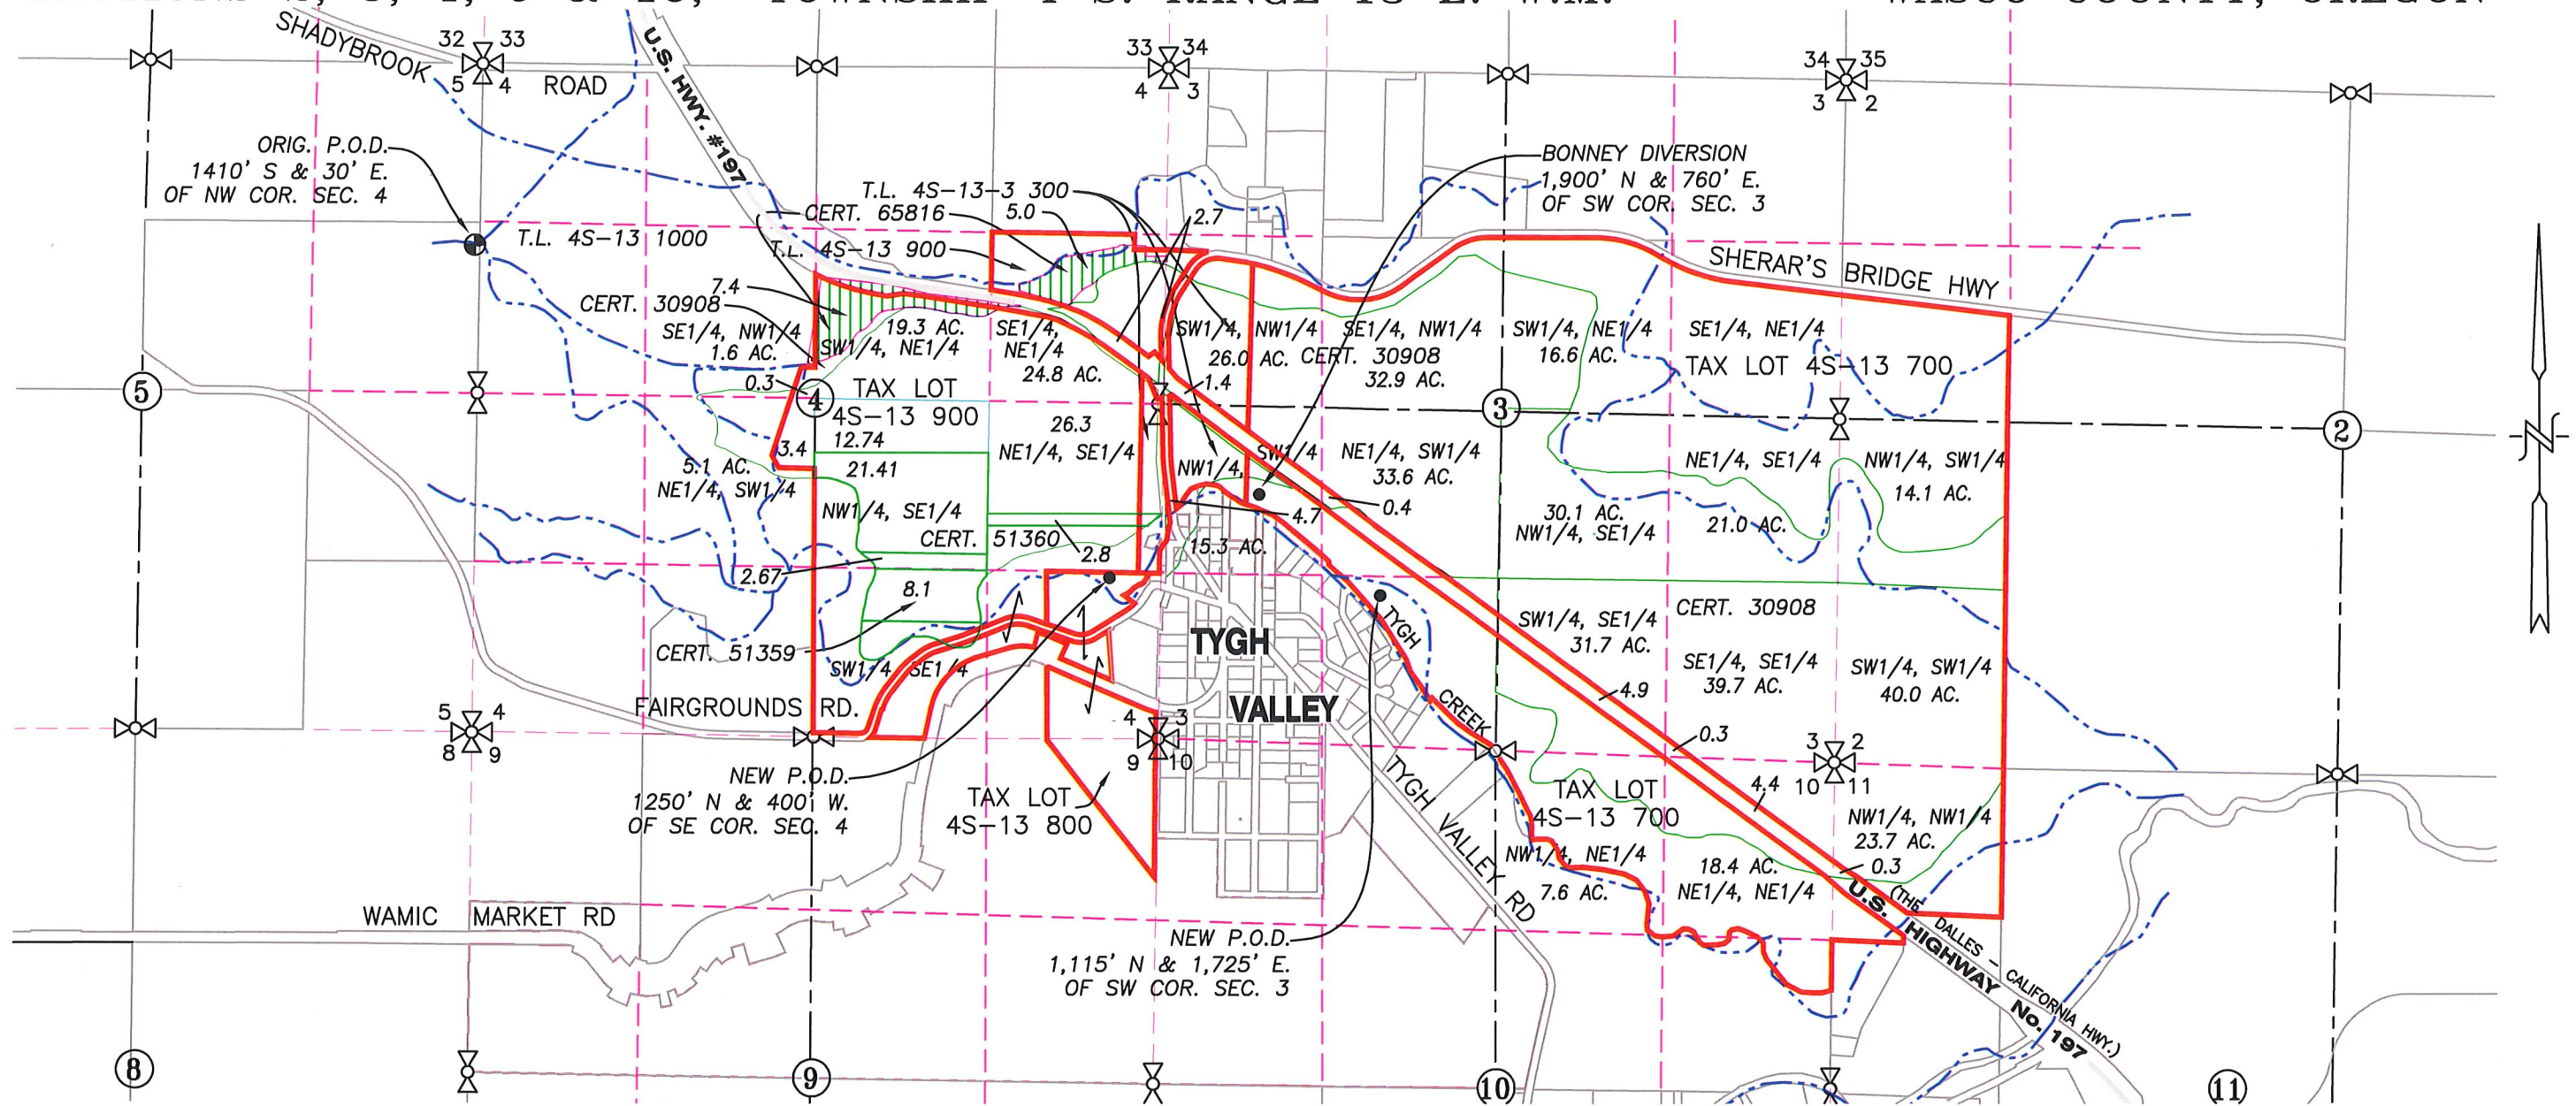 TOWNSHIP 4 S. RANGE 13 E. W.M.
WASCO COUNTY, OREGON
SHADYBROOK
ROAD
32 33
5 4
U.S. HWY. #197
33 34
4 3
34 35
3 2
ORIG. P.O.D.
1410' S & 30' E.
OF NW COR. SEC. 4
BONNEY DIVERSION
1,900' N & 760' E.
OF SW COR. SEC. 3
T.L. 4S-13-3 300
CERT. 65816
5.0
2.7
T.L. 4S-13 1000
T.L. 4S-13 900
SHERAR'S BRIDGE HWY
7.4
CERT. 30908
SE1/4, NW1/4
1.6 AC.
19.3 AC.
SW1/4, NE1/4
SE1/4,
NE1/4
24.8 AC.
SW1/4, NW1/4
26.0 AC.
SE1/4, NW1/4
CERT. 30908
32.9 AC.
SW1/4, NE1/4
16.6 AC.
SE1/4, NE1/4
TAX LOT 4S-13 700
0.3
1.4
5
4
3
2
TAX LOT
4S-13 900
12.74
3.4
21.41
26.3
NE1/4, SE1/4
5.1 AC.
NE1/4, SW1/4
NW1/4,
SW1/4
NE1/4, SW1/4
33.6 AC.
NE1/4, SE1/4
NW1/4, SW1/4
14.1 AC.
NW1/4, SE1/4
CERT. 51360
4.7
0.4
30.1 AC.
NW1/4, SE1/4
21.0 AC.
2.8
15.3 AC.
2.67
8.1
CERT. 51359
SW1/4, SE1/4
TYGH
VALLEY
TYGH
CREEK
SW1/4, SE1/4
31.7 AC.
CERT. 30908
SE1/4, SE1/4
39.7 AC.
SW1/4, SW1/4
40.0 AC.
4.9
0.3
FAIRGROUNDS RD.
5 4
8 9
4 3
9 10
3 2
10 11
NEW P.O.D.
1250' N & 400' W.
OF SE COR. SEC. 4
TAX LOT
4S-13 800
TYGH VALLEY RD
TAX LOT
4S-13 700
4.4
NW1/4, NW1/4
23.7 AC.
0.3
NW1/4, NE1/4
7.6 AC.
18.4 AC.
NE1/4, NE1/4
WAMIC MARKET RD
NEW P.O.D.
1,115' N & 1,725' E.
OF SW COR. SEC. 3
U.S. HIGHWAY No. 197
(THE DALLES - CALIFORNIA HWY.)
8
9
10
11
N